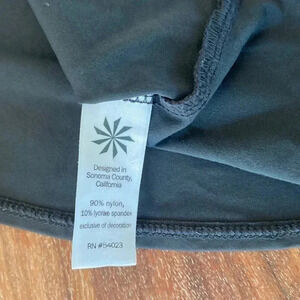 Designed in
Sonoma County,
California
90% nylon,
10% lycra® spandex
exclusive of decoration
RN #54023